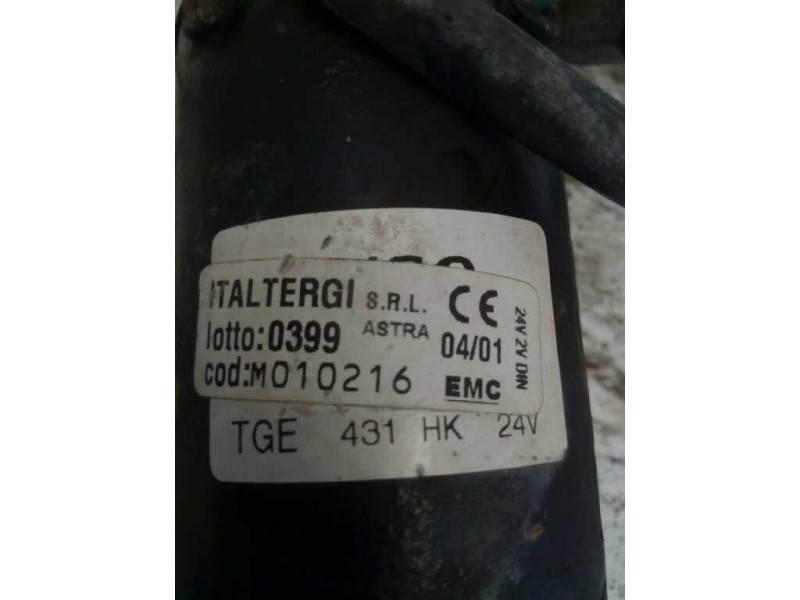 ITALTERGI S.R.L. CE
lotto:0399 ASTRA 04/01
cod:M010216 EMC
24V 2V DIN
TGE 431 HK 24V